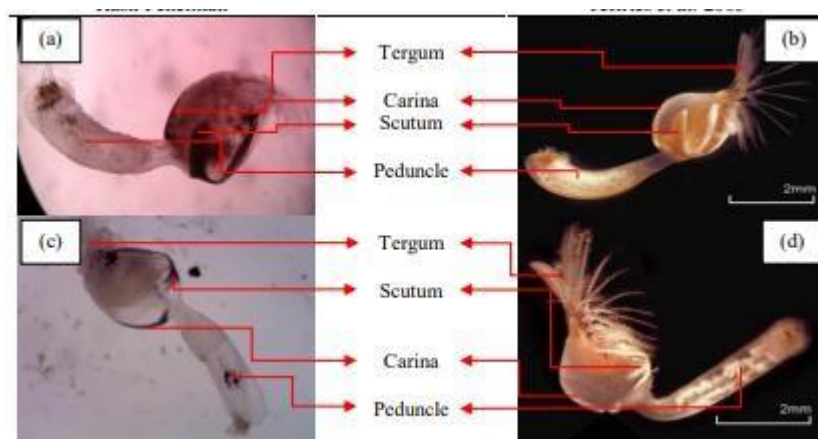 (a)
(b)
Tergum
Carina
Scutum
Peduncle
2mm
(c)
(d)
Tergum
Scutum
Carina
Peduncle
2mm